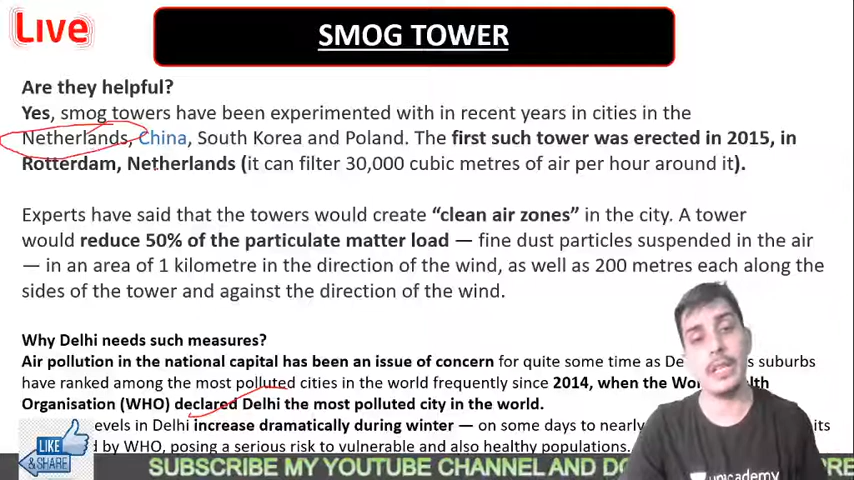 Live
SMOG TOWER
Are they helpful?
Yes, smog towers have been experimented with in recent years in cities in the
Netherlands, China, South Korea and Poland. The first such tower was erected in 2015, in
Rotterdam, Netherlands (it can filter 30,000 cubic metres of air per hour around it).
Experts have said that the towers would create “clean air zones” in the city. A tower
would reduce 50% of the particulate matter load — fine dust particles suspended in the air
— in an area of 1 kilometre in the direction of the wind, as well as 200 metres each along the
sides of the tower and against the direction of the wind.
Why Delhi needs such measures?
Air pollution in the national capital has been an issue of concern for quite some time as suburbs
have ranked among the most polluted cities in the world frequently since 2014, when the
Organisation (WHO) declared Delhi the most polluted city in the world.
levels in Delhi increase dramatically during winter — on some days to nearly
by WHO, posing a serious risk to vulnerable and also healthy populations.
LIKE
& SHARE
SUBSCRIBE MY YOUTUBE CHANNEL AND
unacademy